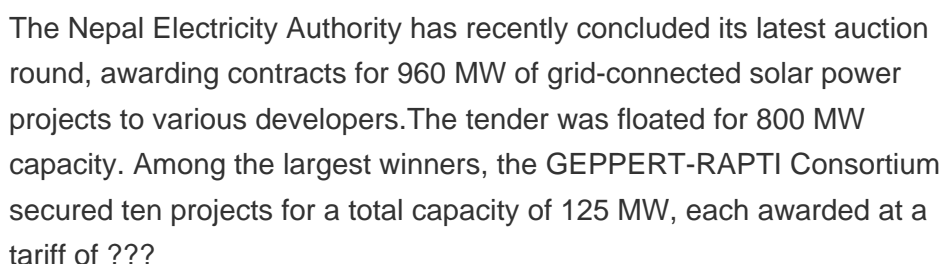 The Nepal Electricity Authority has recently concluded its latest auction
round, awarding contracts for 960 MW of grid-connected solar power
projects to various developers.The tender was floated for 800 MW
capacity. Among the largest winners, the GEPPERT-RAPTI Consortium
secured ten projects for a total capacity of 125 MW, each awarded at a
tariff of ???